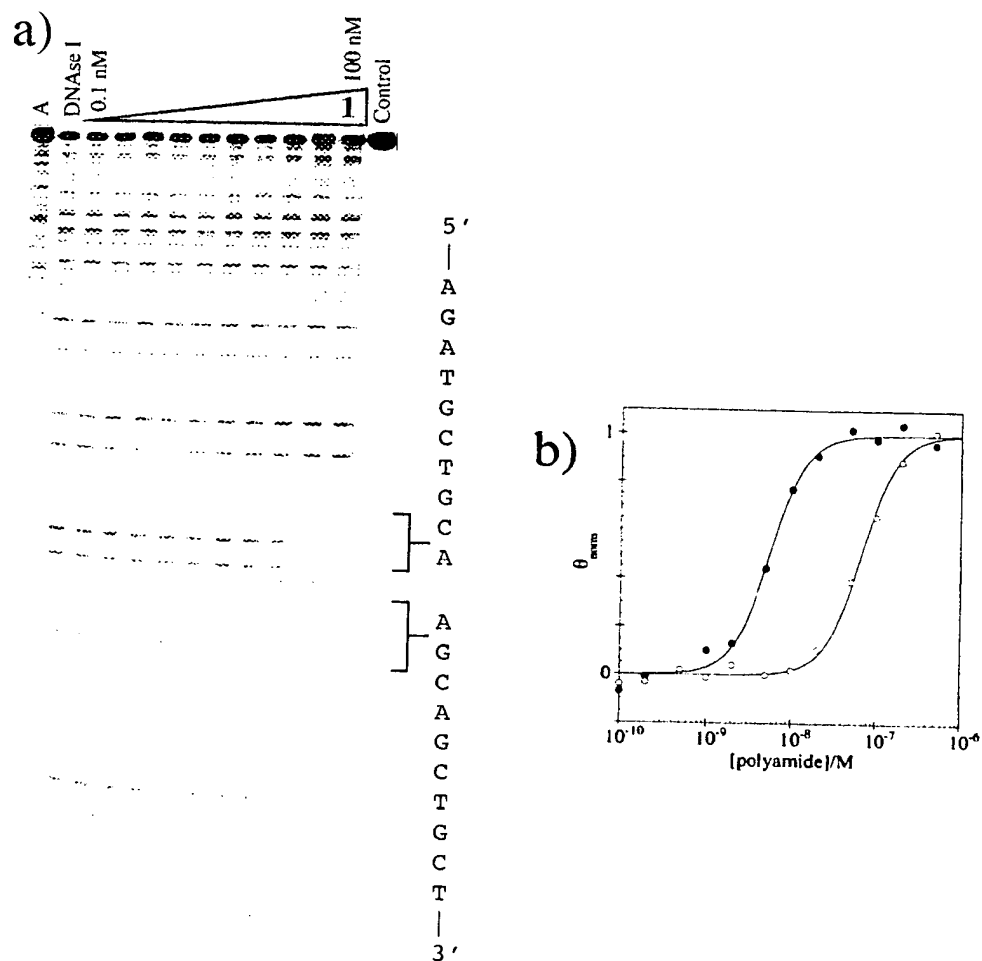 a)
A
DNAse I
0.1 nM
1
100 nM
Control
5'
A
G
A
T
G
C
T
G
C
A
A
G
C
A
G
C
T
G
C
T
3'
b)
1
0
θnorm
10-10
10-9
10-8
10-7
10-6
[polyamide]/M